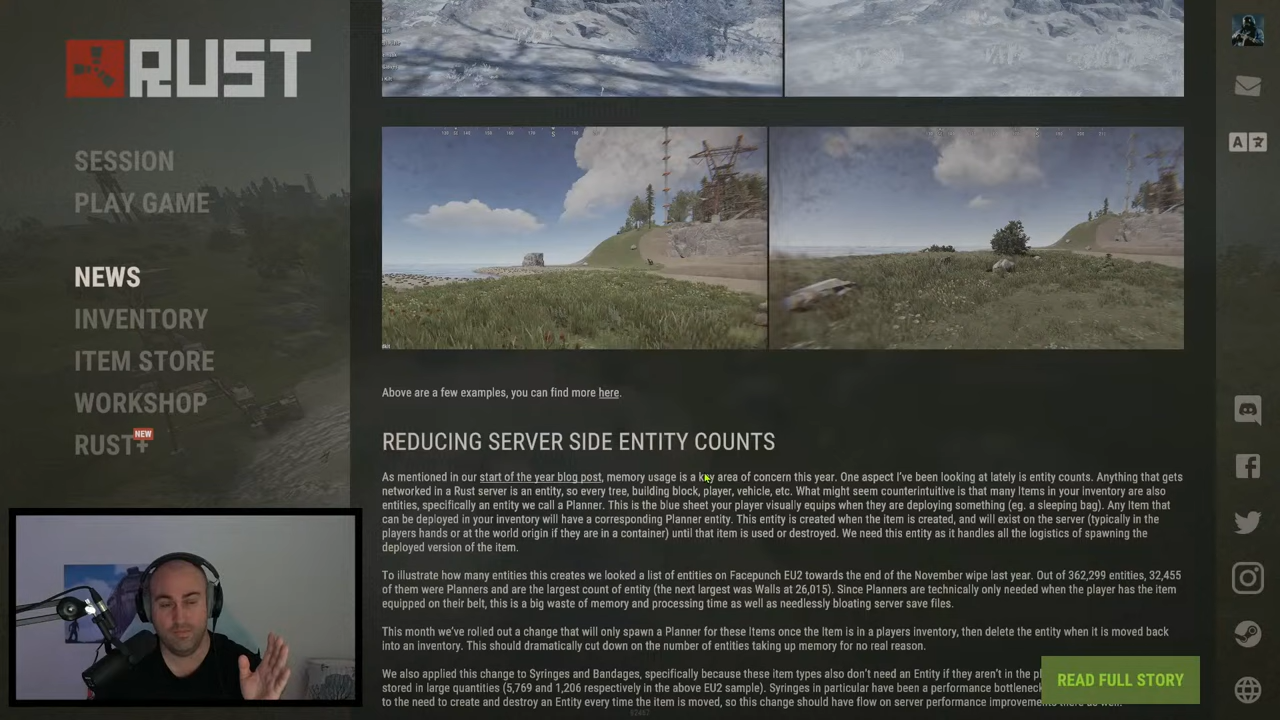 RUST
SESSION
PLAY GAME
NEWS
INVENTORY
ITEM STORE
WORKSHOP
RUST+
NEW
Above are a few examples, you can find more here.
REDUCING SERVER SIDE ENTITY COUNTS
As mentioned in our start of the year blog post, memory usage is a key area of concern this year. One aspect I've been looking at lately is entity counts. Anything that gets
networked in a Rust server is an entity, so every tree, building block, player, vehicle, etc. What might seem counterintuitive is that many Items in your inventory are also
entities, specifically an entity we call a Planner. This is the blue sheet your player visually equips when they are deploying something (eg. a sleeping bag). Any Item that
can be deployed in your inventory will have a corresponding Planner entity. This entity is created when the item is created, and will exist on the server (typically in the
players hands or at the world origin if they are in a container) until that item is used or destroyed. We need this entity as it handles all the logistics of spawning the
deployed version of the item.
To illustrate how many entities this creates we looked a list of entities on Facepunch EU2 towards the end of the November wipe last year. Out of 362,299 entities, 32,455
of them were Planners and are the largest count of entity (the next largest was Walls at 26,015). Since Planners are technically only needed when the player has the item
equipped on their belt, this is a big waste of memory and processing time as well as needlessly bloating server save files.
This month we've rolled out a change that will only spawn a Planner for these Items once the Item is in a players inventory, then delete the entity when it is moved back
into an inventory. This should dramatically cut down on the number of entities taking up memory for no real reason.
We also applied this change to Syringes and Bandages, specifically because these item types also don't need an Entity if they aren't in the pl
stored in large quantities (5,769 and 1,206 respectively in the above EU2 sample). Syringes in particular have been a performance bottleneck
to the need to create and destroy an Entity every time the item is moved, so this change should have flow on server performance improvements there as well.
READ FULL STORY
A